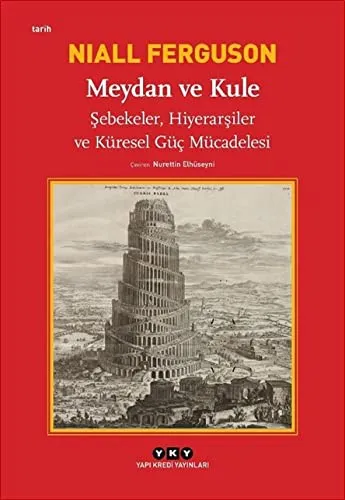 tarih
NIALL FERGUSON
Meydan ve Kule
Şebekeler, Hiyerarşiler
ve Küresel Güç Mücadelesi
Çeviren: Nurettin Elhüseyni
TURRIS BABEL
YKY
YAPI KREDİ YAYINLARI